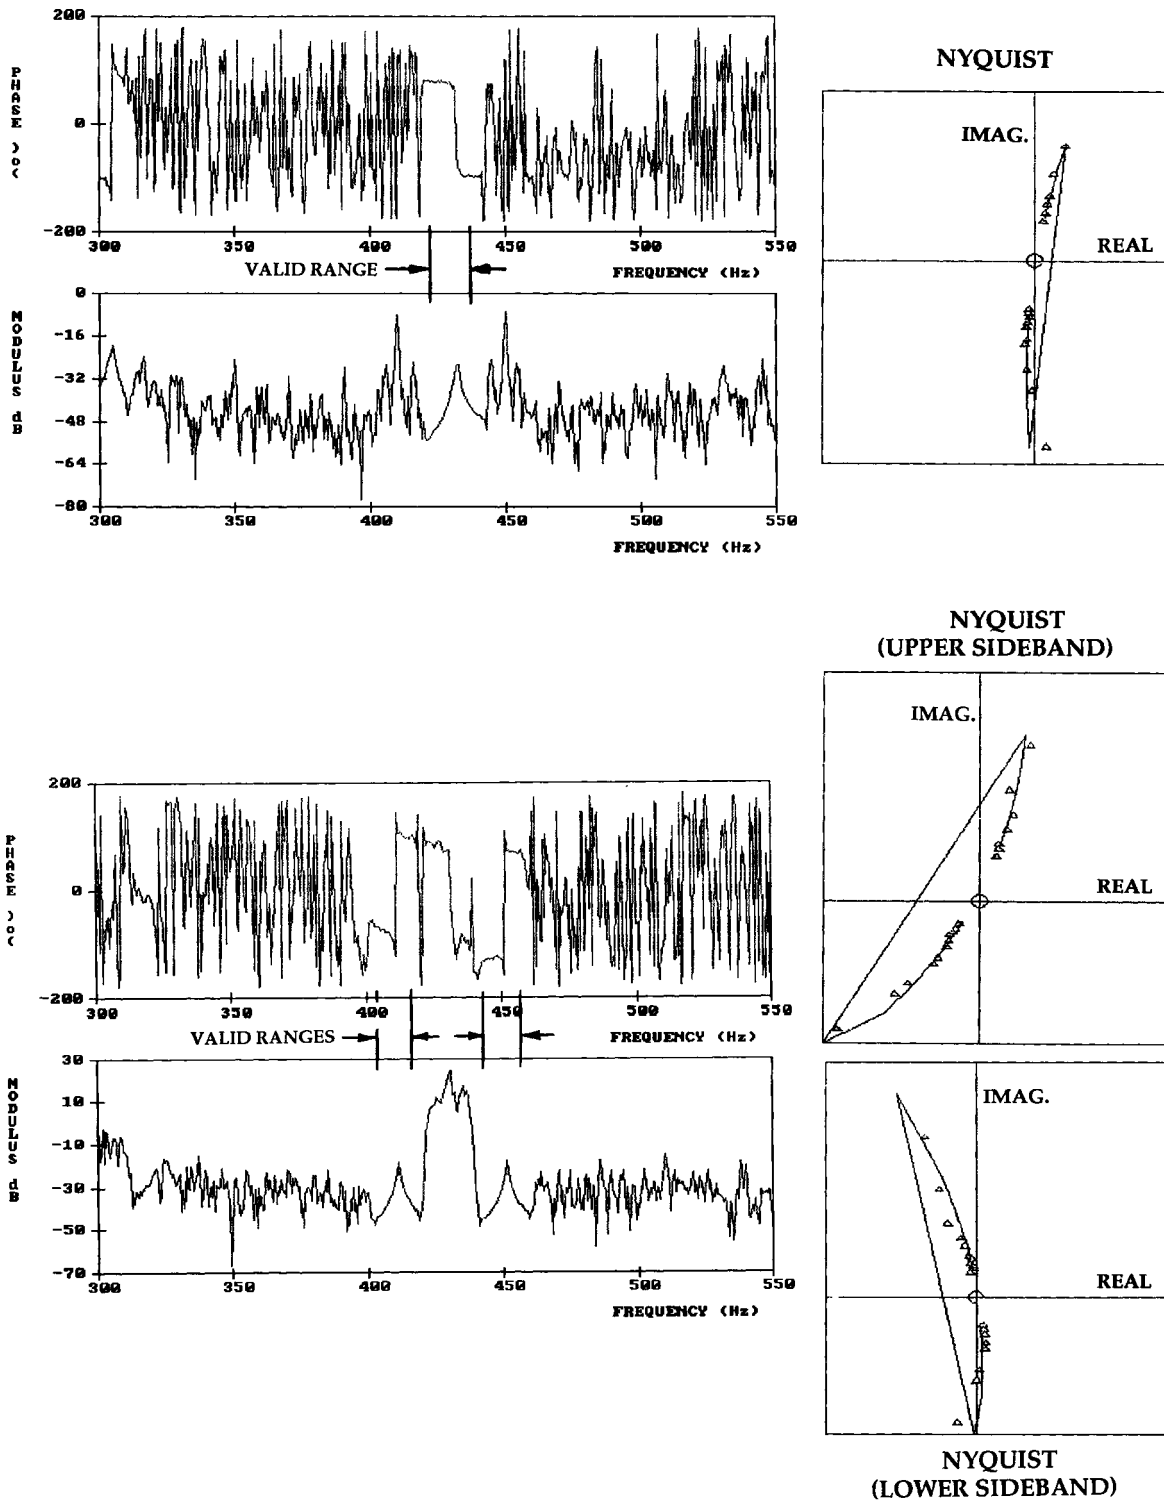 200
0
-200
PHASE
300 350 400 450 500 550
VALID RANGE
FREQUENCY (Hz)
0
-16
-32
-48
-64
-80
MODULUS dB
300 350 400 450 500 550
FREQUENCY (Hz)
NYQUIST
IMAG.
REAL
200
0
-200
PHASE
300 350 400 450 500 550
VALID RANGES
FREQUENCY (Hz)
30
10
-10
-30
-50
-70
MODULUS dB
300 350 400 450 500 550
FREQUENCY (Hz)
NYQUIST
(UPPER SIDEBAND)
IMAG.
REAL
IMAG.
REAL
NYQUIST
(LOWER SIDEBAND)